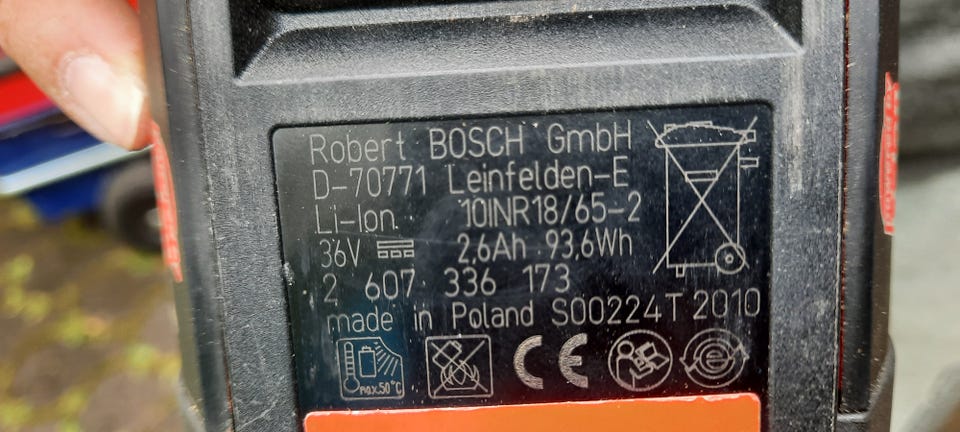 Robert BOSCH GmbH
D-70771 Leinfelden-E
Li-Ion: 10INR18/65-2
36V 2,6Ah 93,6Wh
2 607 336 173
made in Poland S00224T 2010
max.50°C
CE